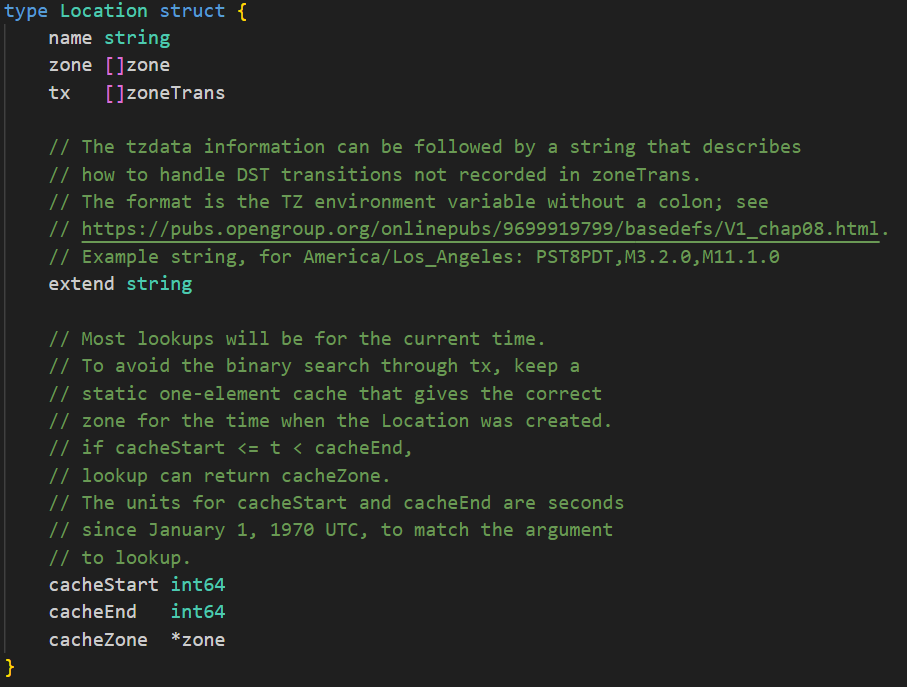 type Location struct {
    name string
    zone []zone
    tx   []zoneTrans

    // The tzdata information can be followed by a string that describes
    // how to handle DST transitions not recorded in zoneTrans.
    // The format is the TZ environment variable without a colon; see
    // https://pubs.opengroup.org/onlinepubs/9699919799/basedefs/V1_chap08.html.
    // Example string, for America/Los_Angeles: PST8PDT,M3.2.0,M11.1.0
    extend string

    // Most lookups will be for the current time.
    // To avoid the binary search through tx, keep a
    // static one-element cache that gives the correct
    // zone for the time when the Location was created.
    // if cacheStart <= t < cacheEnd,
    // lookup can return cacheZone.
    // The units for cacheStart and cacheEnd are seconds
    // since January 1, 1970 UTC, to match the argument
    // to lookup.
    cacheStart int64
    cacheEnd   int64
    cacheZone  *zone
}